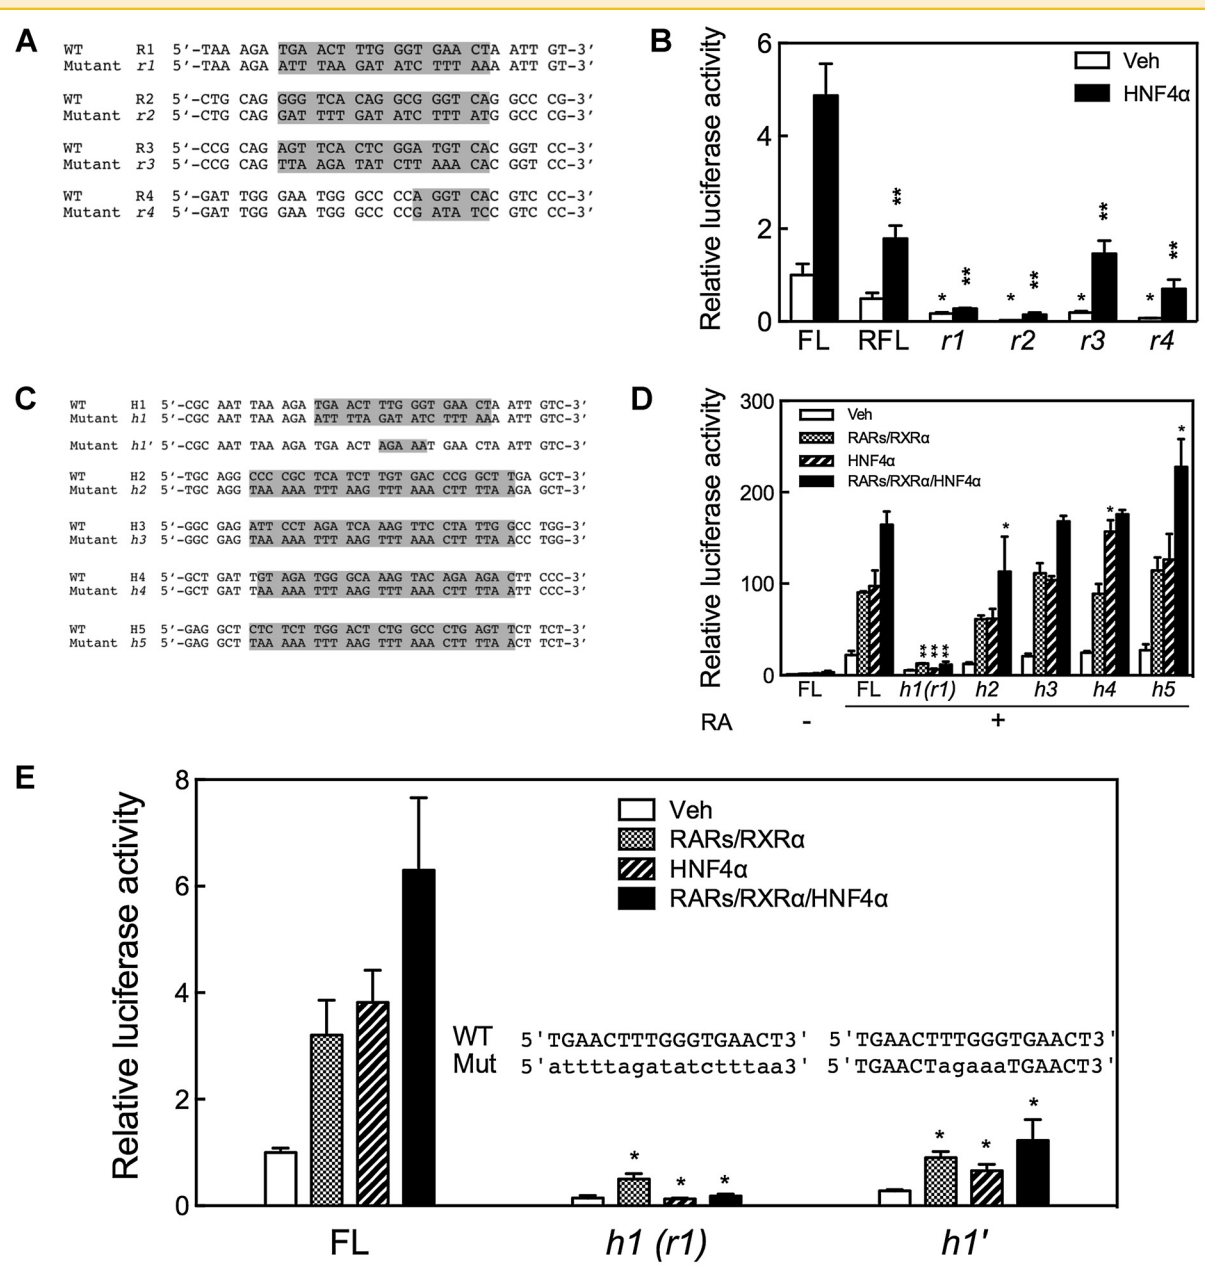 A
WT R1 5'-TAA AGA TGA ACT TTG GGT GAA CTA ATT GT-3'
Mutant r1 5'-TAA AGA ATT TAA GAT ATC TTT AAA ATT GT-3'
WT R2 5'-CTG CAG GGG TCA CAG GCG GGT CAG GCC CG-3'
Mutant r2 5'-CTG CAG GAT TTT GAT ATC TTT ATG GCC CG-3'
WT R3 5'-CCG CAG AGT TCA CTC GGA TGT CAC GGT CC-3'
Mutant r3 5'-CCG CAG TTA AGA TAT CTT AAA CAC GGT CC-3'
WT R4 5'-GAT TGG GAA TGG GCC CCA GGT CAC GTC CC-3'
Mutant r4 5'-GAT TGG GAA TGG GCC CCG ATA TCC GTC CC-3'
B
Relative luciferase activity
6
4
2
0
Veh
HNF4α
** * ** * ** * ** * **
FL RFL r1 r2 r3 r4
C
WT H1 5'-CGC AAT TAA AGA TGA ACT TTG GGT GAA CTA ATT GTC-3'
Mutant h1 5'-CGC AAT TAA AGA ATT TTA GAT ATC TTT AAA ATT GTC-3'
Mutant h1' 5'-CGC AAT TAA AGA TGA ACT AGA AAT GAA CTA ATT GTC-3'
WT H2 5'-TGC AGG CCC CGC TCA TCT TGT GAC CCG GCT TGA GCT-3'
Mutant h2 5'-TGC AGG TAA AAA TTT AAG TTT AAA CTT TTA AGA GCT-3'
WT H3 5'-GGC GAG ATT CCT AGA TCA AAG TTC CTA TTG GCC TGG-3'
Mutant h3 5'-GGC GAG TAA AAA TTT AAG TTT AAA CTT TTA ACC TGG-3'
WT H4 5'-GCT GAT TGT AGA TGG GCA AAG TAC AGA AGA CTT CCC-3'
Mutant h4 5'-GCT GAT TAA AAA TTT AAG TTT AAA CTT TTA ATT CCC-3'
WT H5 5'-GAG GCT CTC TCT TGG ACT CTG GCC CTG AGT TCT TCT-3'
Mutant h5 5'-GAG GCT TAA AAA TTT AAG TTT AAA CTT TTA ACT TCT-3'
D
Relative luciferase activity
300
200
100
0
Veh
RARs/RXRα
HNF4α
RARs/RXRα/HNF4α
** ** ** * * *
FL FL h1(r1) h2 h3 h4 h5
RA - +
E
Relative luciferase activity
8
6
4
2
0
Veh
RARs/RXRα
HNF4α
RARs/RXRα/HNF4α
WT 5'TGAACTTTGGGTGAACT3' 5'TGAACTTTGGGTGAACT3'
Mut 5'attttagatatctttaa3' 5'TGAACTagaaaTGAACT3'
* * * * * *
FL h1 (r1) h1'